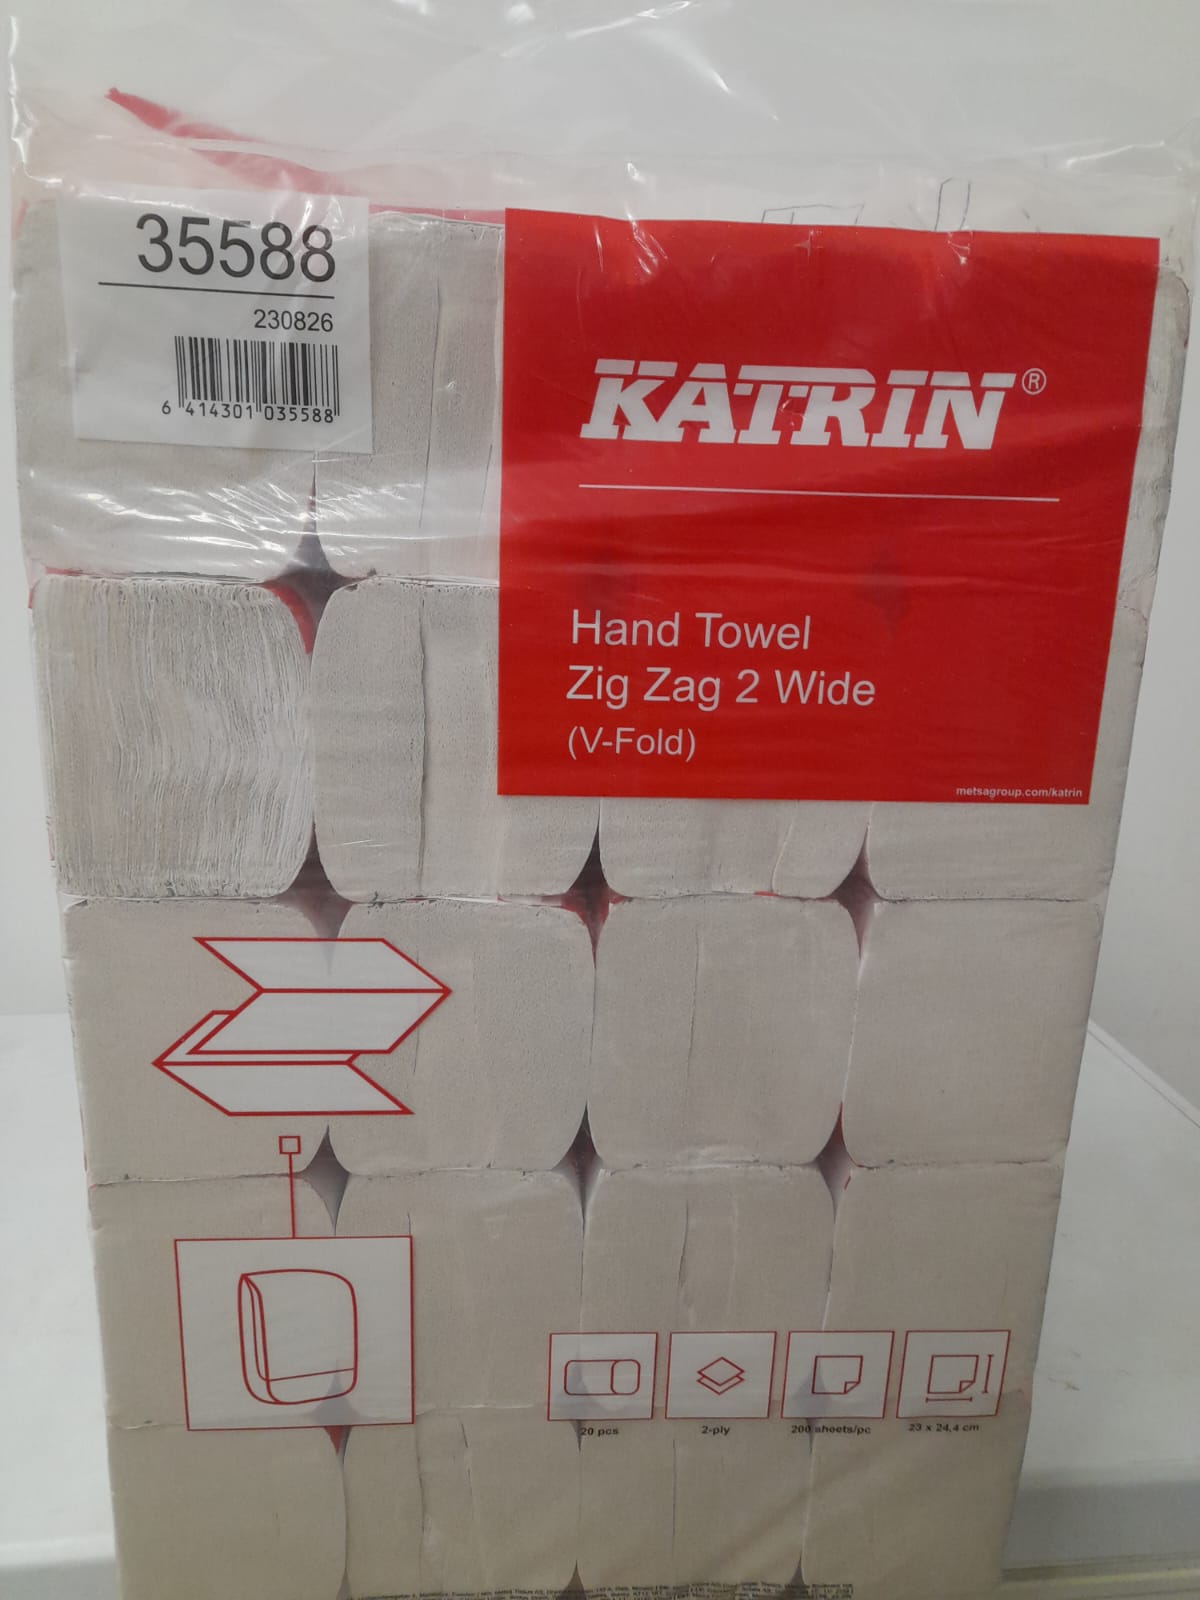 35588
230826
6 414301 035588
KATRIN®
Hand Towel
Zig Zag 2 Wide
(V-Fold)
metsagroup.com/katrin
20 pcs
2-ply
200 sheets/pc
23 x 24,4 cm